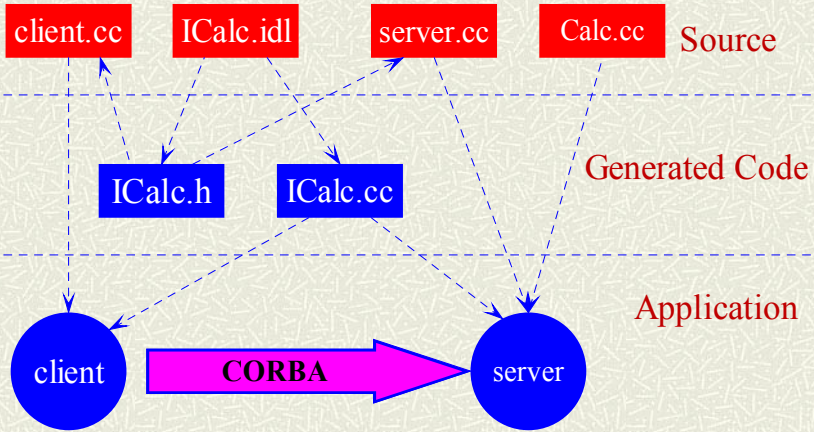 client.cc
ICalc.idl
server.cc
Calc.cc
Source
ICalc.h
ICalc.cc
Generated Code
Application
client
CORBA
server